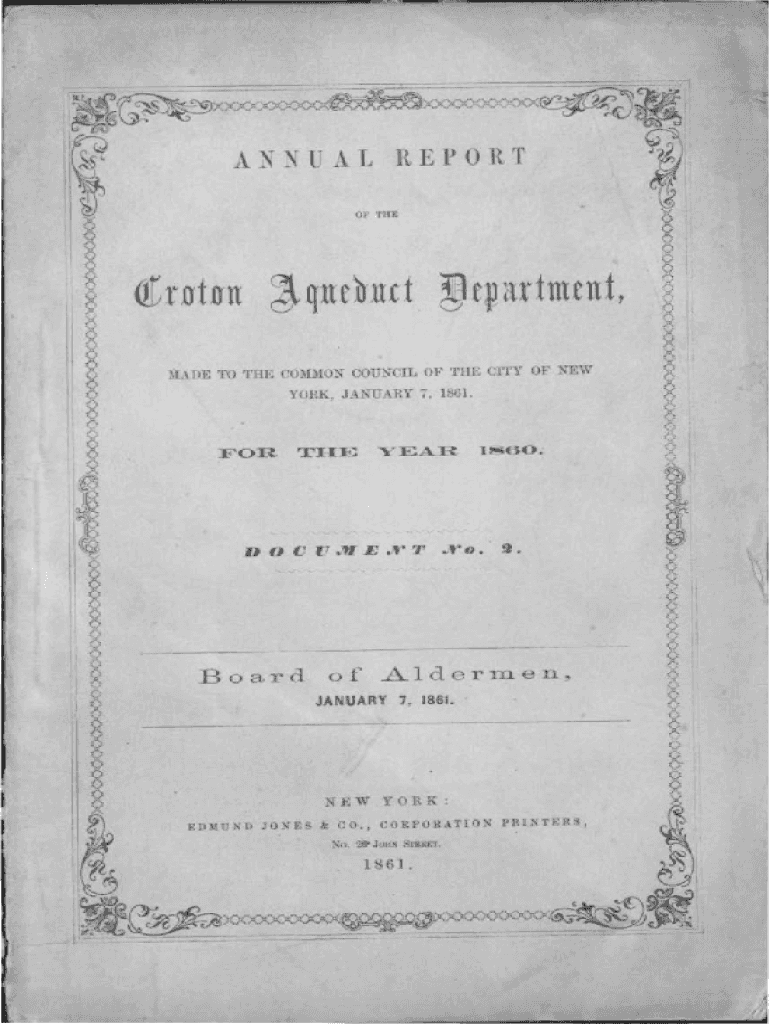 ANNUAL REPORT
OF THE
Croton Aqueduct Department,
MADE TO THE COMMON COUNCIL OF THE CITY OF NEW
YORK, JANUARY 7, 1861.
FOR THE YEAR 1860.
DOCUMENT No. 2.
Board of Aldermen,
JANUARY 7, 1861.
NEW YORK:
EDMUND JONES & CO., CORPORATION PRINTERS,
No. 26 John Street.
1861.